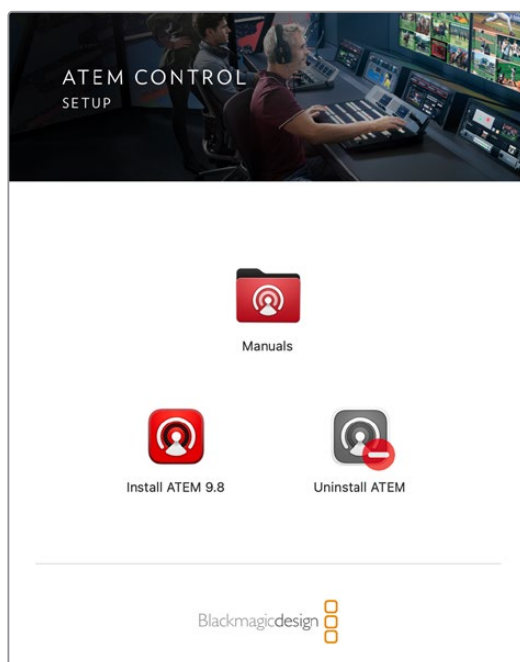 ATEM CONTROL
SETUP
Manuals
Install ATEM 9.8
Uninstall ATEM
Blackmagicdesign